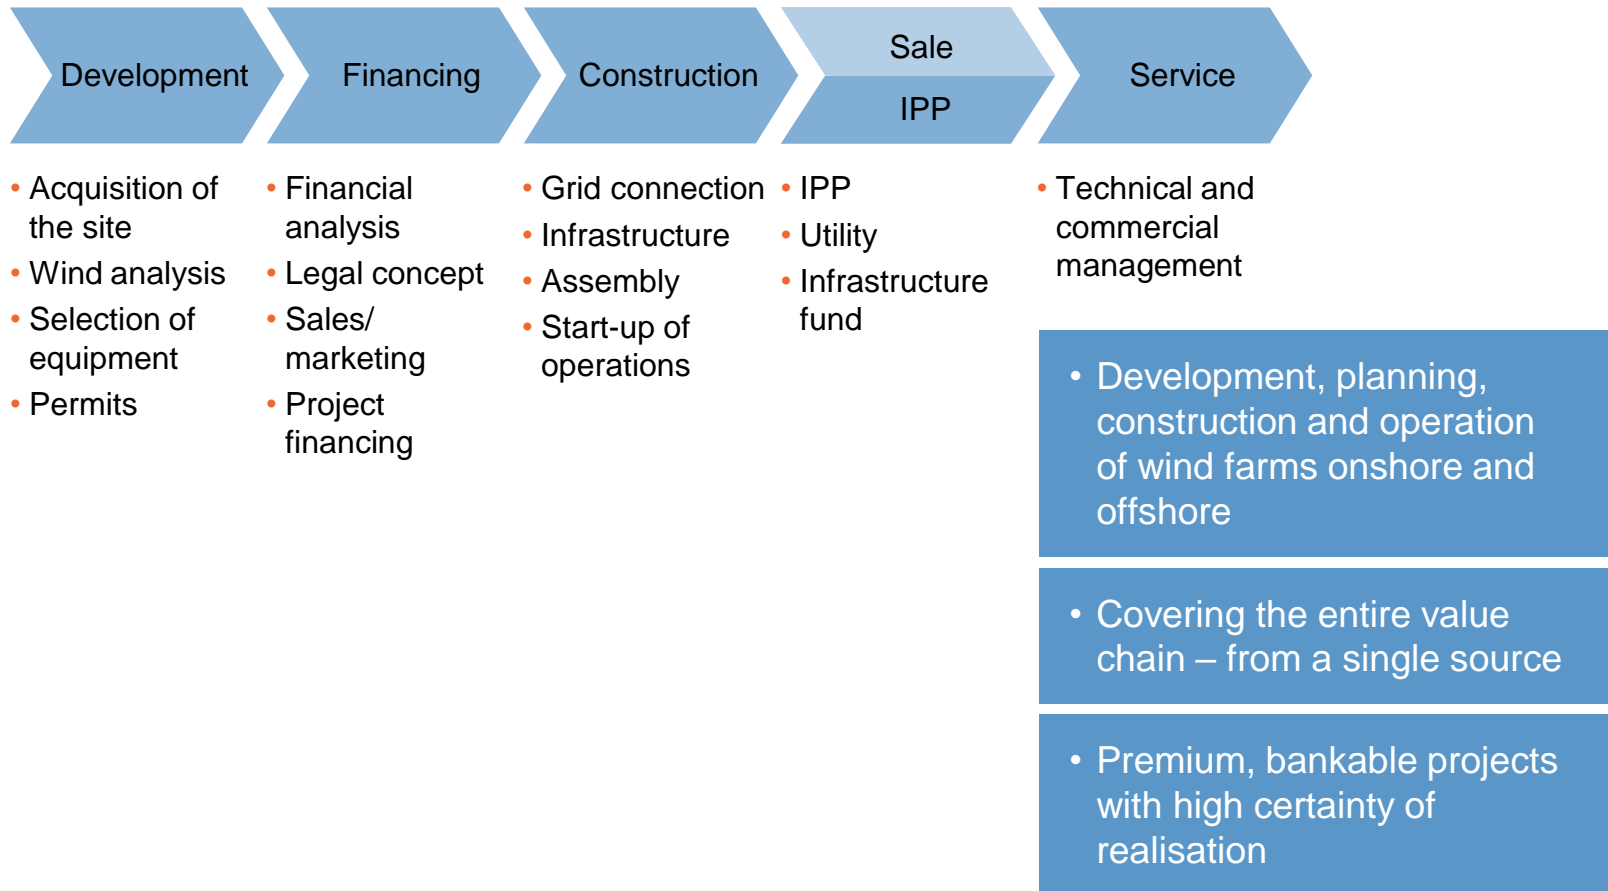 Development
Financing
Construction
Sale
IPP
Service
• Acquisition of
the site
• Wind analysis
• Selection of
equipment
• Permits
• Financial
analysis
• Legal concept
• Sales/
marketing
• Project
financing
• Grid connection
• Infrastructure
• Assembly
• Start-up of
operations
• IPP
• Utility
• Infrastructure
fund
• Technical and
commercial
management
• Development, planning,
construction and operation
of wind farms onshore and
offshore
• Covering the entire value
chain – from a single source
• Premium, bankable projects
with high certainty of
realisation